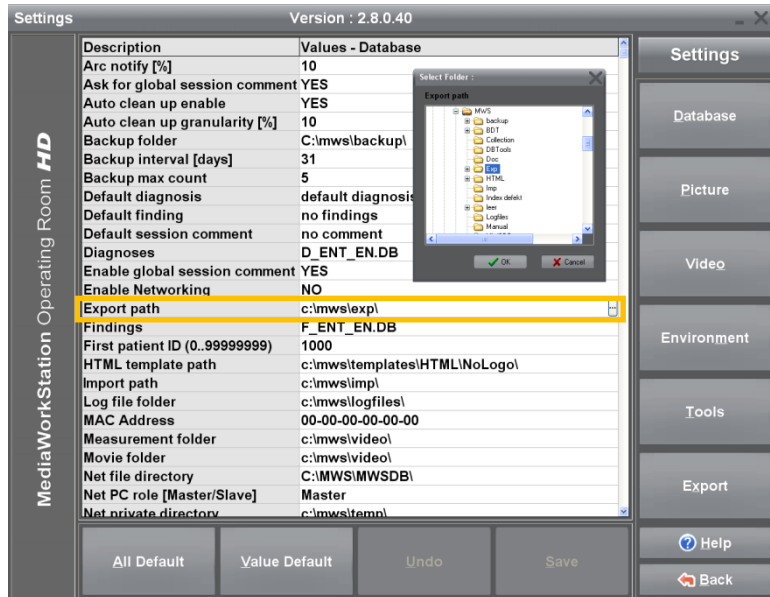 Settings
Version : 2.8.0.40
MediaWorkStation Operating Room HD
Description Values - Database
Arc notify [%] 10
Ask for global session comment YES
Auto clean up enable YES
Auto clean up granularity [%] 10
Backup folder C:\mws\backup\
Backup interval [days] 31
Backup max count 5
Default diagnosis default diagnosis
Default finding no findings
Default session comment no comment
Diagnoses D_ENT_EN.DB
Enable global session comment YES
Enable Networking NO
Export path c:\mws\exp\ ...
Findings F_ENT_EN.DB
First patient ID (0..99999999) 1000
HTML template path c:\mws\templates\HTML\NoLogo\
Import path c:\mws\imp\
Log file folder c:\mws\logfiles\
MAC Address 00-00-00-00-00-00
Measurement folder c:\mws\video\
Movie folder c:\mws\video\
Net file directory C:\MWS\MWSDB\
Net PC role [Master/Slave] Master
Net private directory c:\mws\temp\
Select Folder :
Export path
MWS
backup
BDT
Collection
DBTools
Doc
Exp
HTML
Imp
Index defekt
leer
Logfiles
Manual
OK Cancel
Settings
Database
Picture
Video
Environment
Tools
Export
Help
Back
All Default Value Default Undo Save